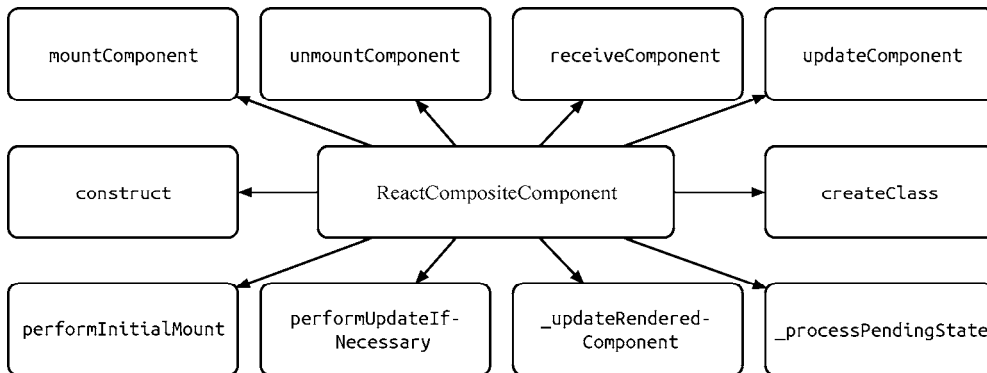 mountComponent
unmountComponent
receiveComponent
updateComponent
construct
ReactCompositeComponent
createClass
performInitialMount
performUpdateIf-
Necessary
_updateRendered-
Component
_processPendingState